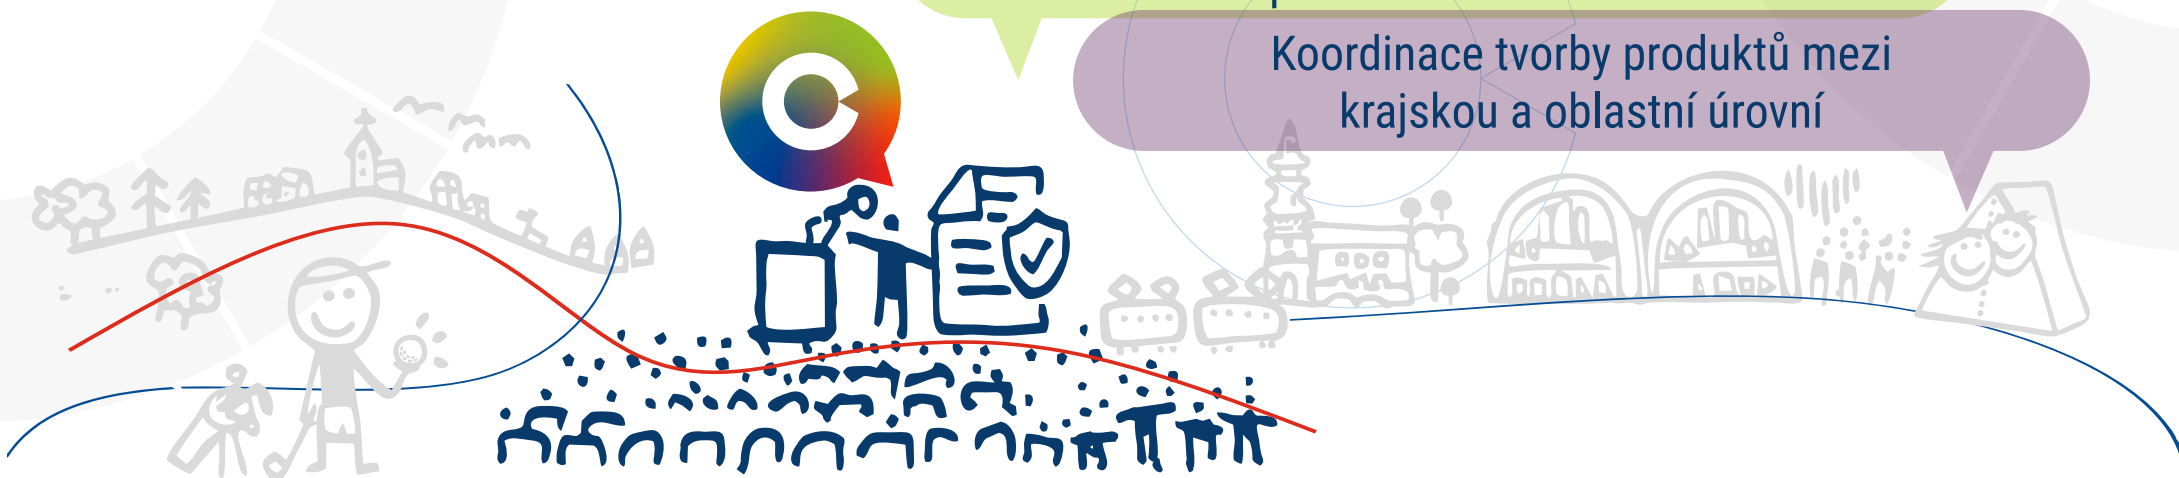 Koordinace tvorby produktů mezi
krajskou a oblastní úrovní